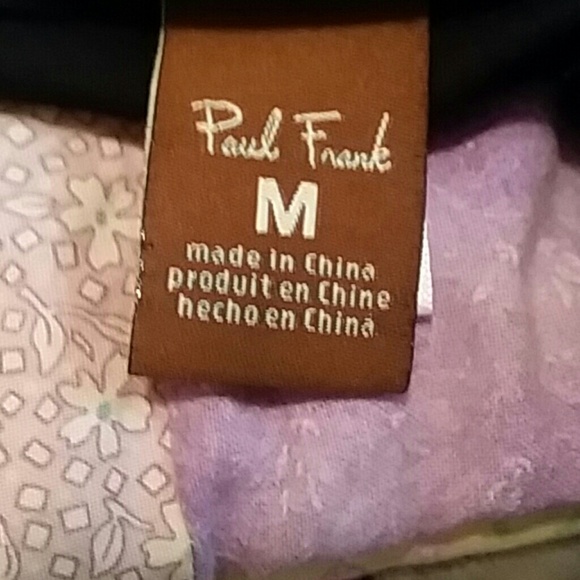 Paul Frank
M
made in China
produit en Chine
hecho en China